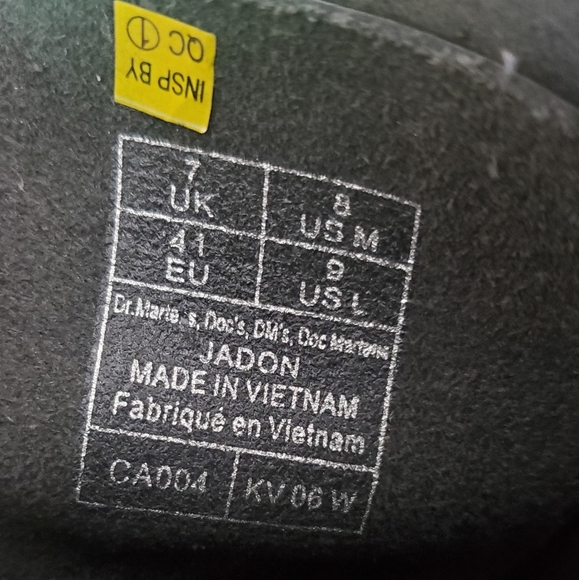 INSP BY
QC 1
7
UK
8
US M
41
EU
9
US L
Dr.Marte s, Doc's, DM's, Doc Martens
JADON
MADE IN VIETNAM
Fabriqué en Vietnam
CA004
KV 06 W